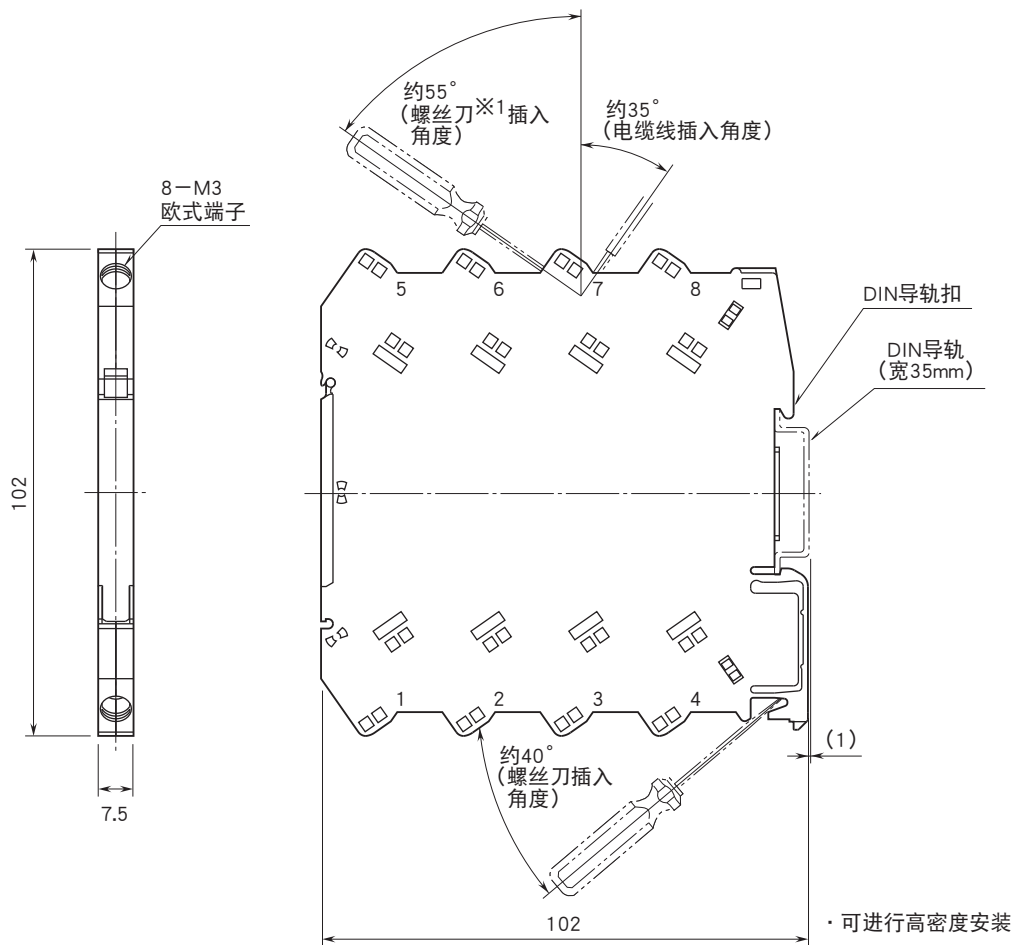 约55°
（螺丝刀※1插入
角度）
约35°
（电缆线插入角度）
8－M3
欧式端子
5
6
7
8
DIN导轨扣
DIN导轨
（宽35mm）
102
1
2
3
4
（1）
约40°
（螺丝刀插入
角度）
7.5
102
・可进行高密度安装